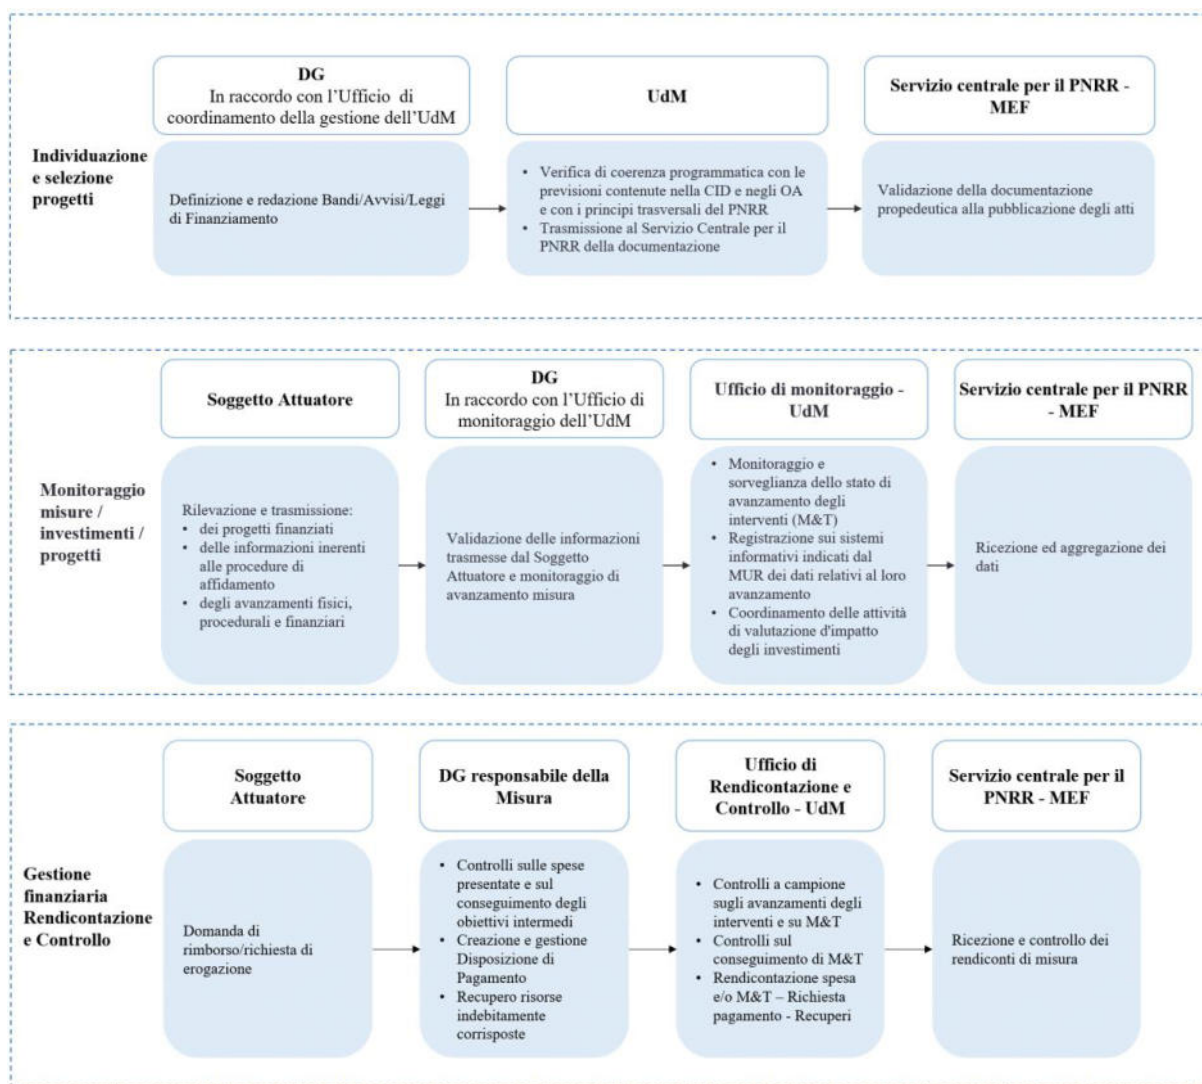 DG
In raccordo con l'Ufficio di
coordinamento della gestione dell'UdM
UdM
Servizio centrale per il PNRR -
MEF
Individuazione
e selezione
progetti
Definizione e redazione Bandi/Avvisi/Leggi
di Finanziamento
• Verifica di coerenza programmatica con le
previsioni contenute nella CID e negli OA
e con i principi trasversali del PNRR
• Trasmissione al Servizio Centrale per il
PNRR della documentazione
Validazione della documentazione
propedeutica alla pubblicazione degli atti
Soggetto Attuatore
DG
In raccordo con l'Ufficio di
monitoraggio dell'UdM
Ufficio di monitoraggio -
UdM
Servizio centrale per il PNRR
- MEF
Monitoraggio
misure /
investimenti /
progetti
Rilevazione e trasmissione:
• dei progetti finanziati
• delle informazioni inerenti
alle procedure di
affidamento
• degli avanzamenti fisici,
procedurali e finanziari
Validazione delle informazioni
trasmesse dal Soggetto
Attuatore e monitoraggio di
avanzamento misura
• Monitoraggio e
sorveglianza dello stato di
avanzamento degli
interventi (M&T)
• Registrazione sui sistemi
informativi indicati dal
MUR dei dati relativi al loro
avanzamento
• Coordinamento delle attività
di valutazione d'impatto
degli investimenti
Ricezione ed aggregazione dei
dati
Soggetto
Attuatore
DG responsabile della
Misura
Ufficio di
Rendicontazione e
Controllo - UdM
Servizio centrale per il
PNRR - MEF
Gestione
finanziaria
Rendicontazione
e Controllo
Domanda di
rimborso/richiesta di
erogazione
• Controlli sulle spese
presentate e sul
conseguimento degli
obiettivi intermedi
• Creazione e gestione
Disposizione di
Pagamento
• Recupero risorse
indebitamente
corrisposte
• Controlli a campione
sugli avanzamenti degli
interventi e su M&T
• Controlli sul
conseguimento di M&T
• Rendicontazione spesa
e/o M&T – Richiesta
pagamento - Recuperi
Ricezione e controllo dei
rendiconti di misura